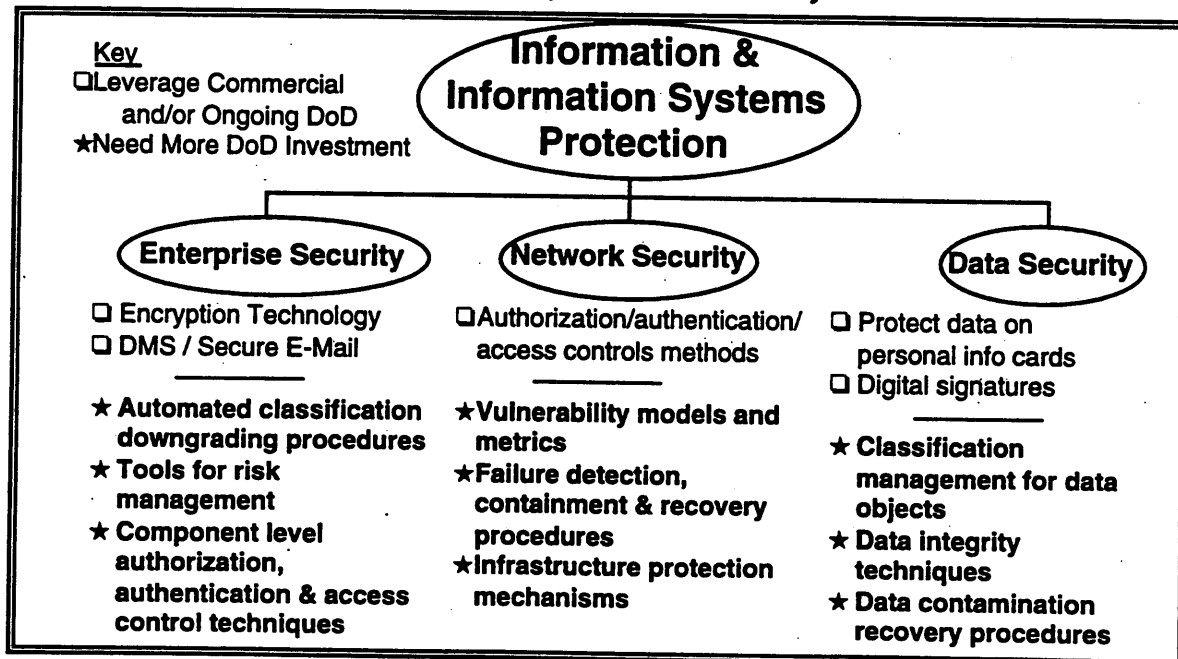 Key
❏Leverage Commercial
and/or Ongoing DoD
★Need More DoD Investment
Information &
Information Systems
Protection
Enterprise Security
❏ Encryption Technology
❏ DMS / Secure E-Mail
★ Automated classification
downgrading procedures
★ Tools for risk
management
★ Component level
authorization,
authentication & access
control techniques
Network Security
❏Authorization/authentication/
access controls methods
★Vulnerability models and
metrics
★Failure detection,
containment & recovery
procedures
★Infrastructure protection
mechanisms
Data Security
❏ Protect data on
personal info cards
❏ Digital signatures
★ Classification
management for data
objects
★ Data integrity
techniques
★ Data contamination
recovery procedures